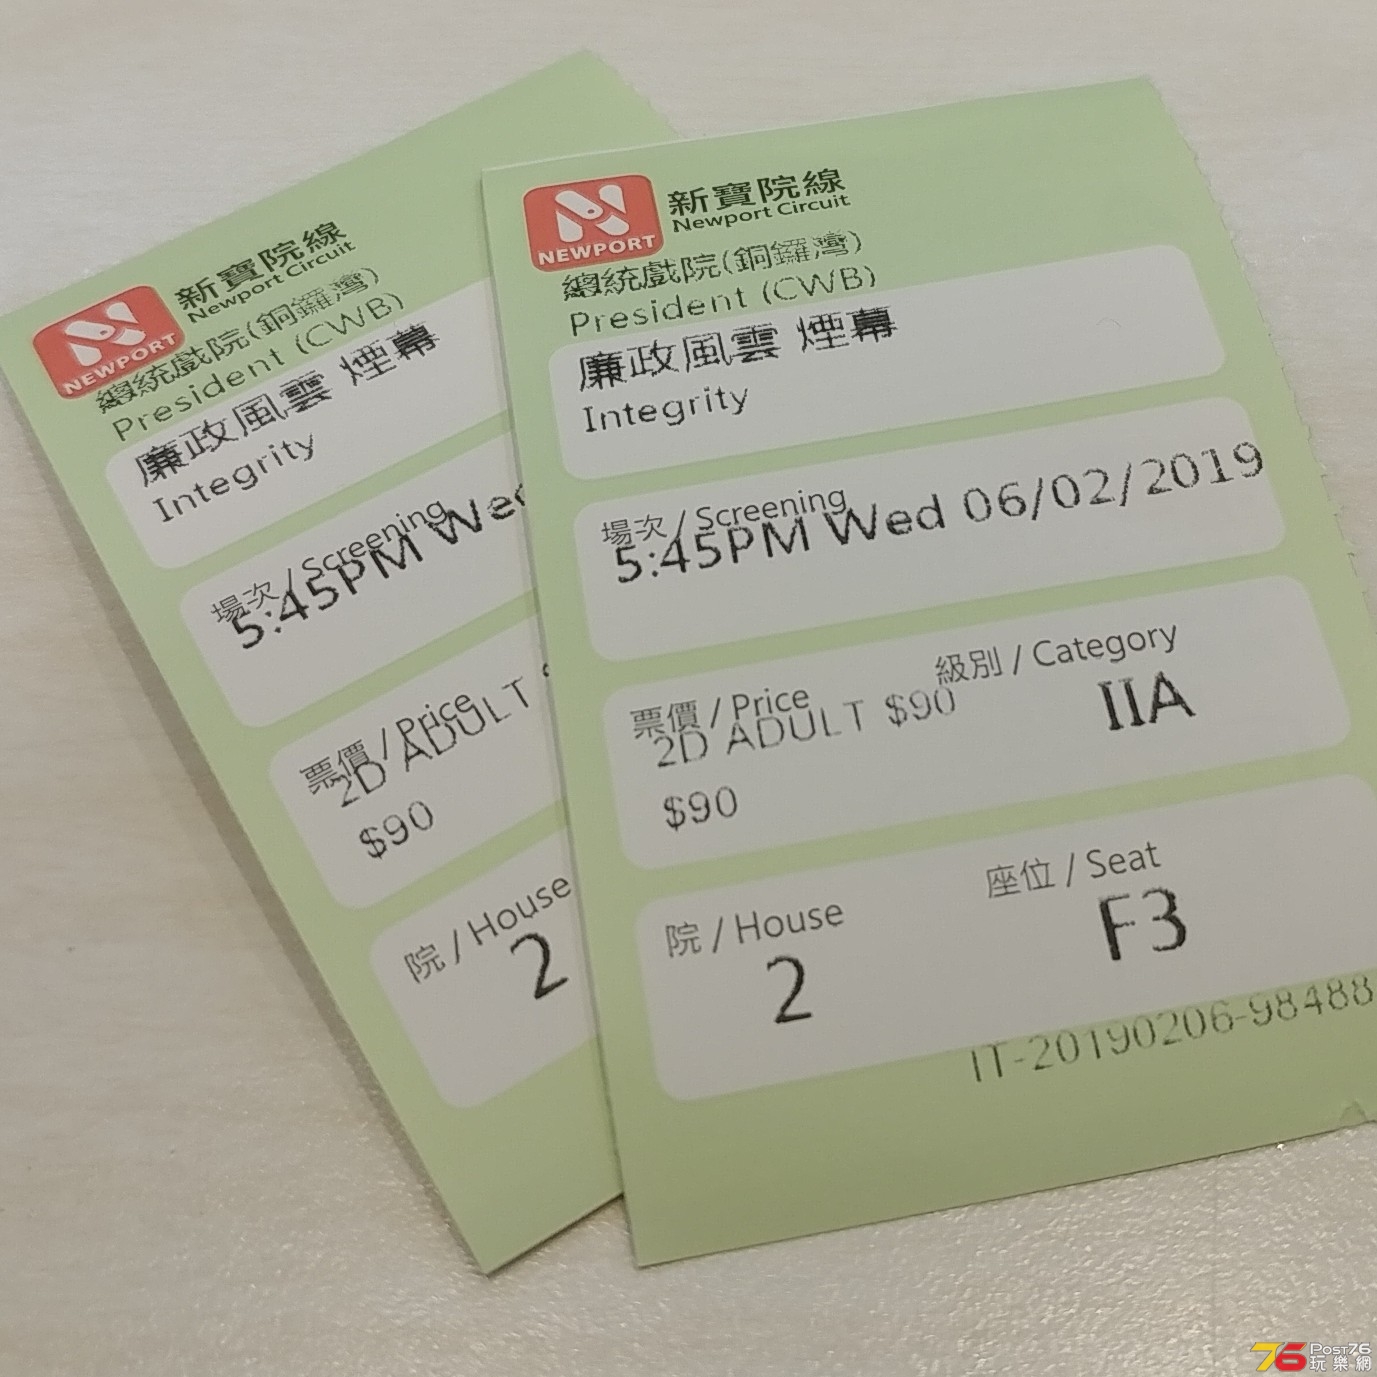 NEWPORT
新寶院線
Newport Circuit
總統戲院(銅鑼灣)
President (CWB)
廉政風雲 煙幕
Integrity
場次 / Screening
5:45PM Wed
票價 / Price
2D ADULT
$90
院 / House
2
NEWPORT
新寶院線
Newport Circuit
總統戲院(銅鑼灣)
President (CWB)
廉政風雲 煙幕
Integrity
場次 / Screening
5:45PM Wed 06/02/2019
票價 / Price
級別 / Category
2D ADULT $90
IIA
$90
院 / House
座位 / Seat
2
F3
IT-20190206-98488
76 Post76
玩樂網